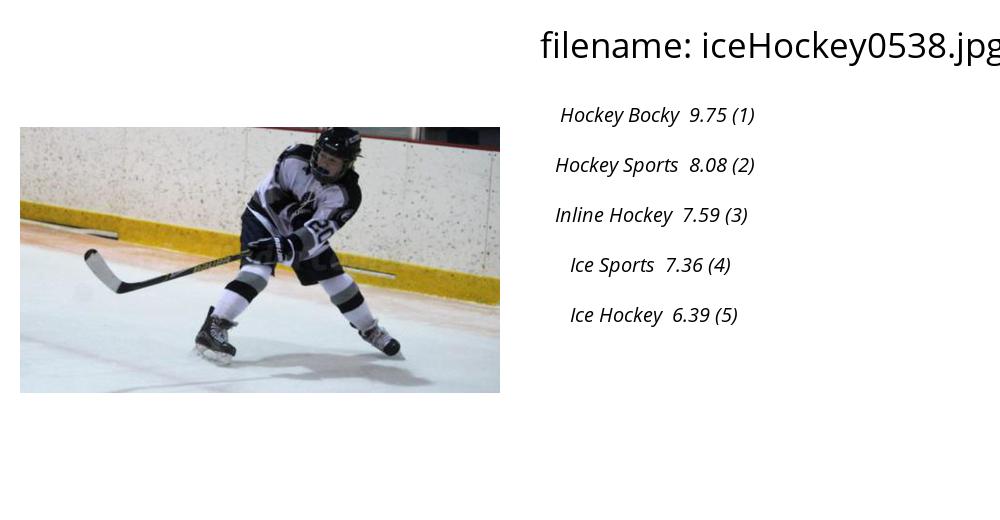 filename: iceHockey0538.jpg
Hockey Bocky 9.75 (1)
Hockey Sports 8.08 (2)
Inline Hockey 7.59 (3)
Ice Sports 7.36 (4)
Ice Hockey 6.39 (5)
20